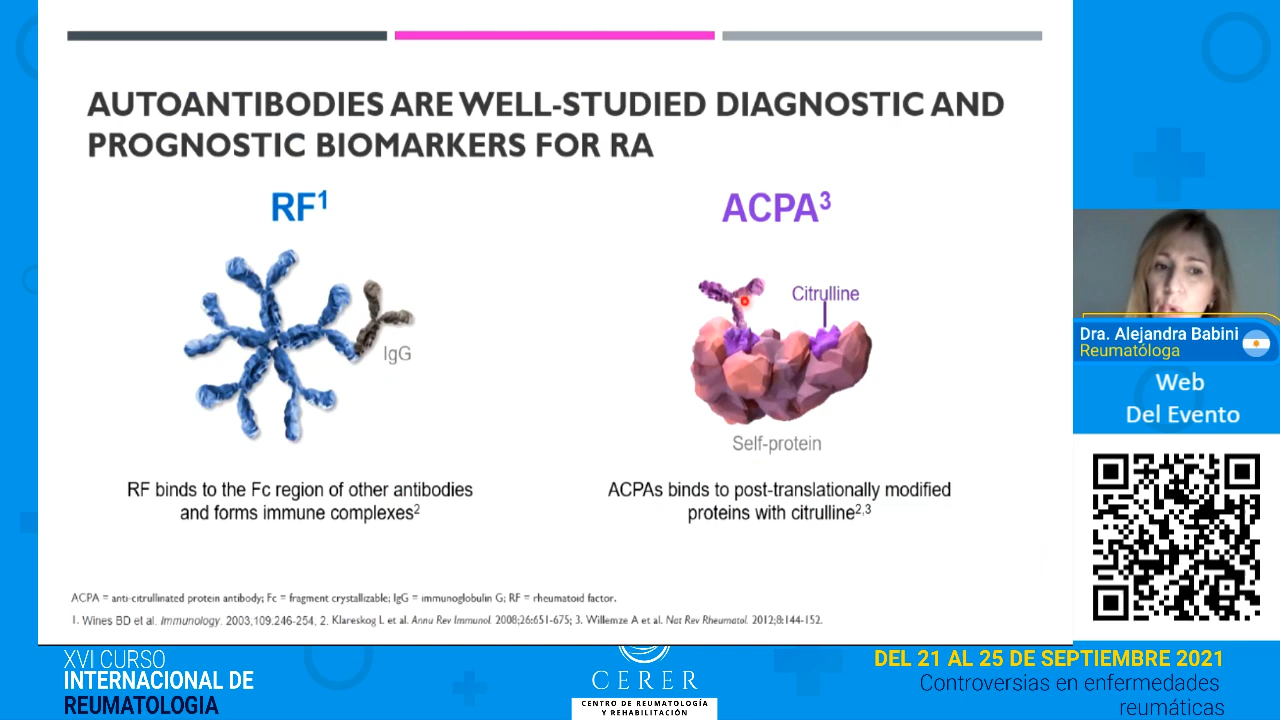 AUTOANTIBODIES ARE WELL-STUDIED DIAGNOSTIC AND
PROGNOSTIC BIOMARKERS FOR RA
RF¹
IgG
RF binds to the Fc region of other antibodies
and forms immune complexes²
ACPA³
Citrulline
Self-protein
ACPAs binds to post-translationally modified
proteins with citrulline²,³
ACPA = anti-citrullinated protein antibody; Fc = fragment crystallizable; IgG = immunoglobulin G; RF = rheumatoid factor.
1. Wines BD et al. Immunology. 2003,109.246-254, 2. Klareskog L et al. Annu Rev Immunol. 2008;26:651-675; 3. Willemze A et al. Nat Rev Rheumatol. 2012;8:144-152.
Dra. Alejandra Babini
Reumatóloga
Web
Del Evento
XVI CURSO
INTERNACIONAL DE
REUMATOLOGIA
CERER
CENTRO DE REUMATOLOGÍA
Y REHABILITACIÓN
DEL 21 AL 25 DE SEPTIEMBRE 2021
Controversias en enfermedades
reumáticas